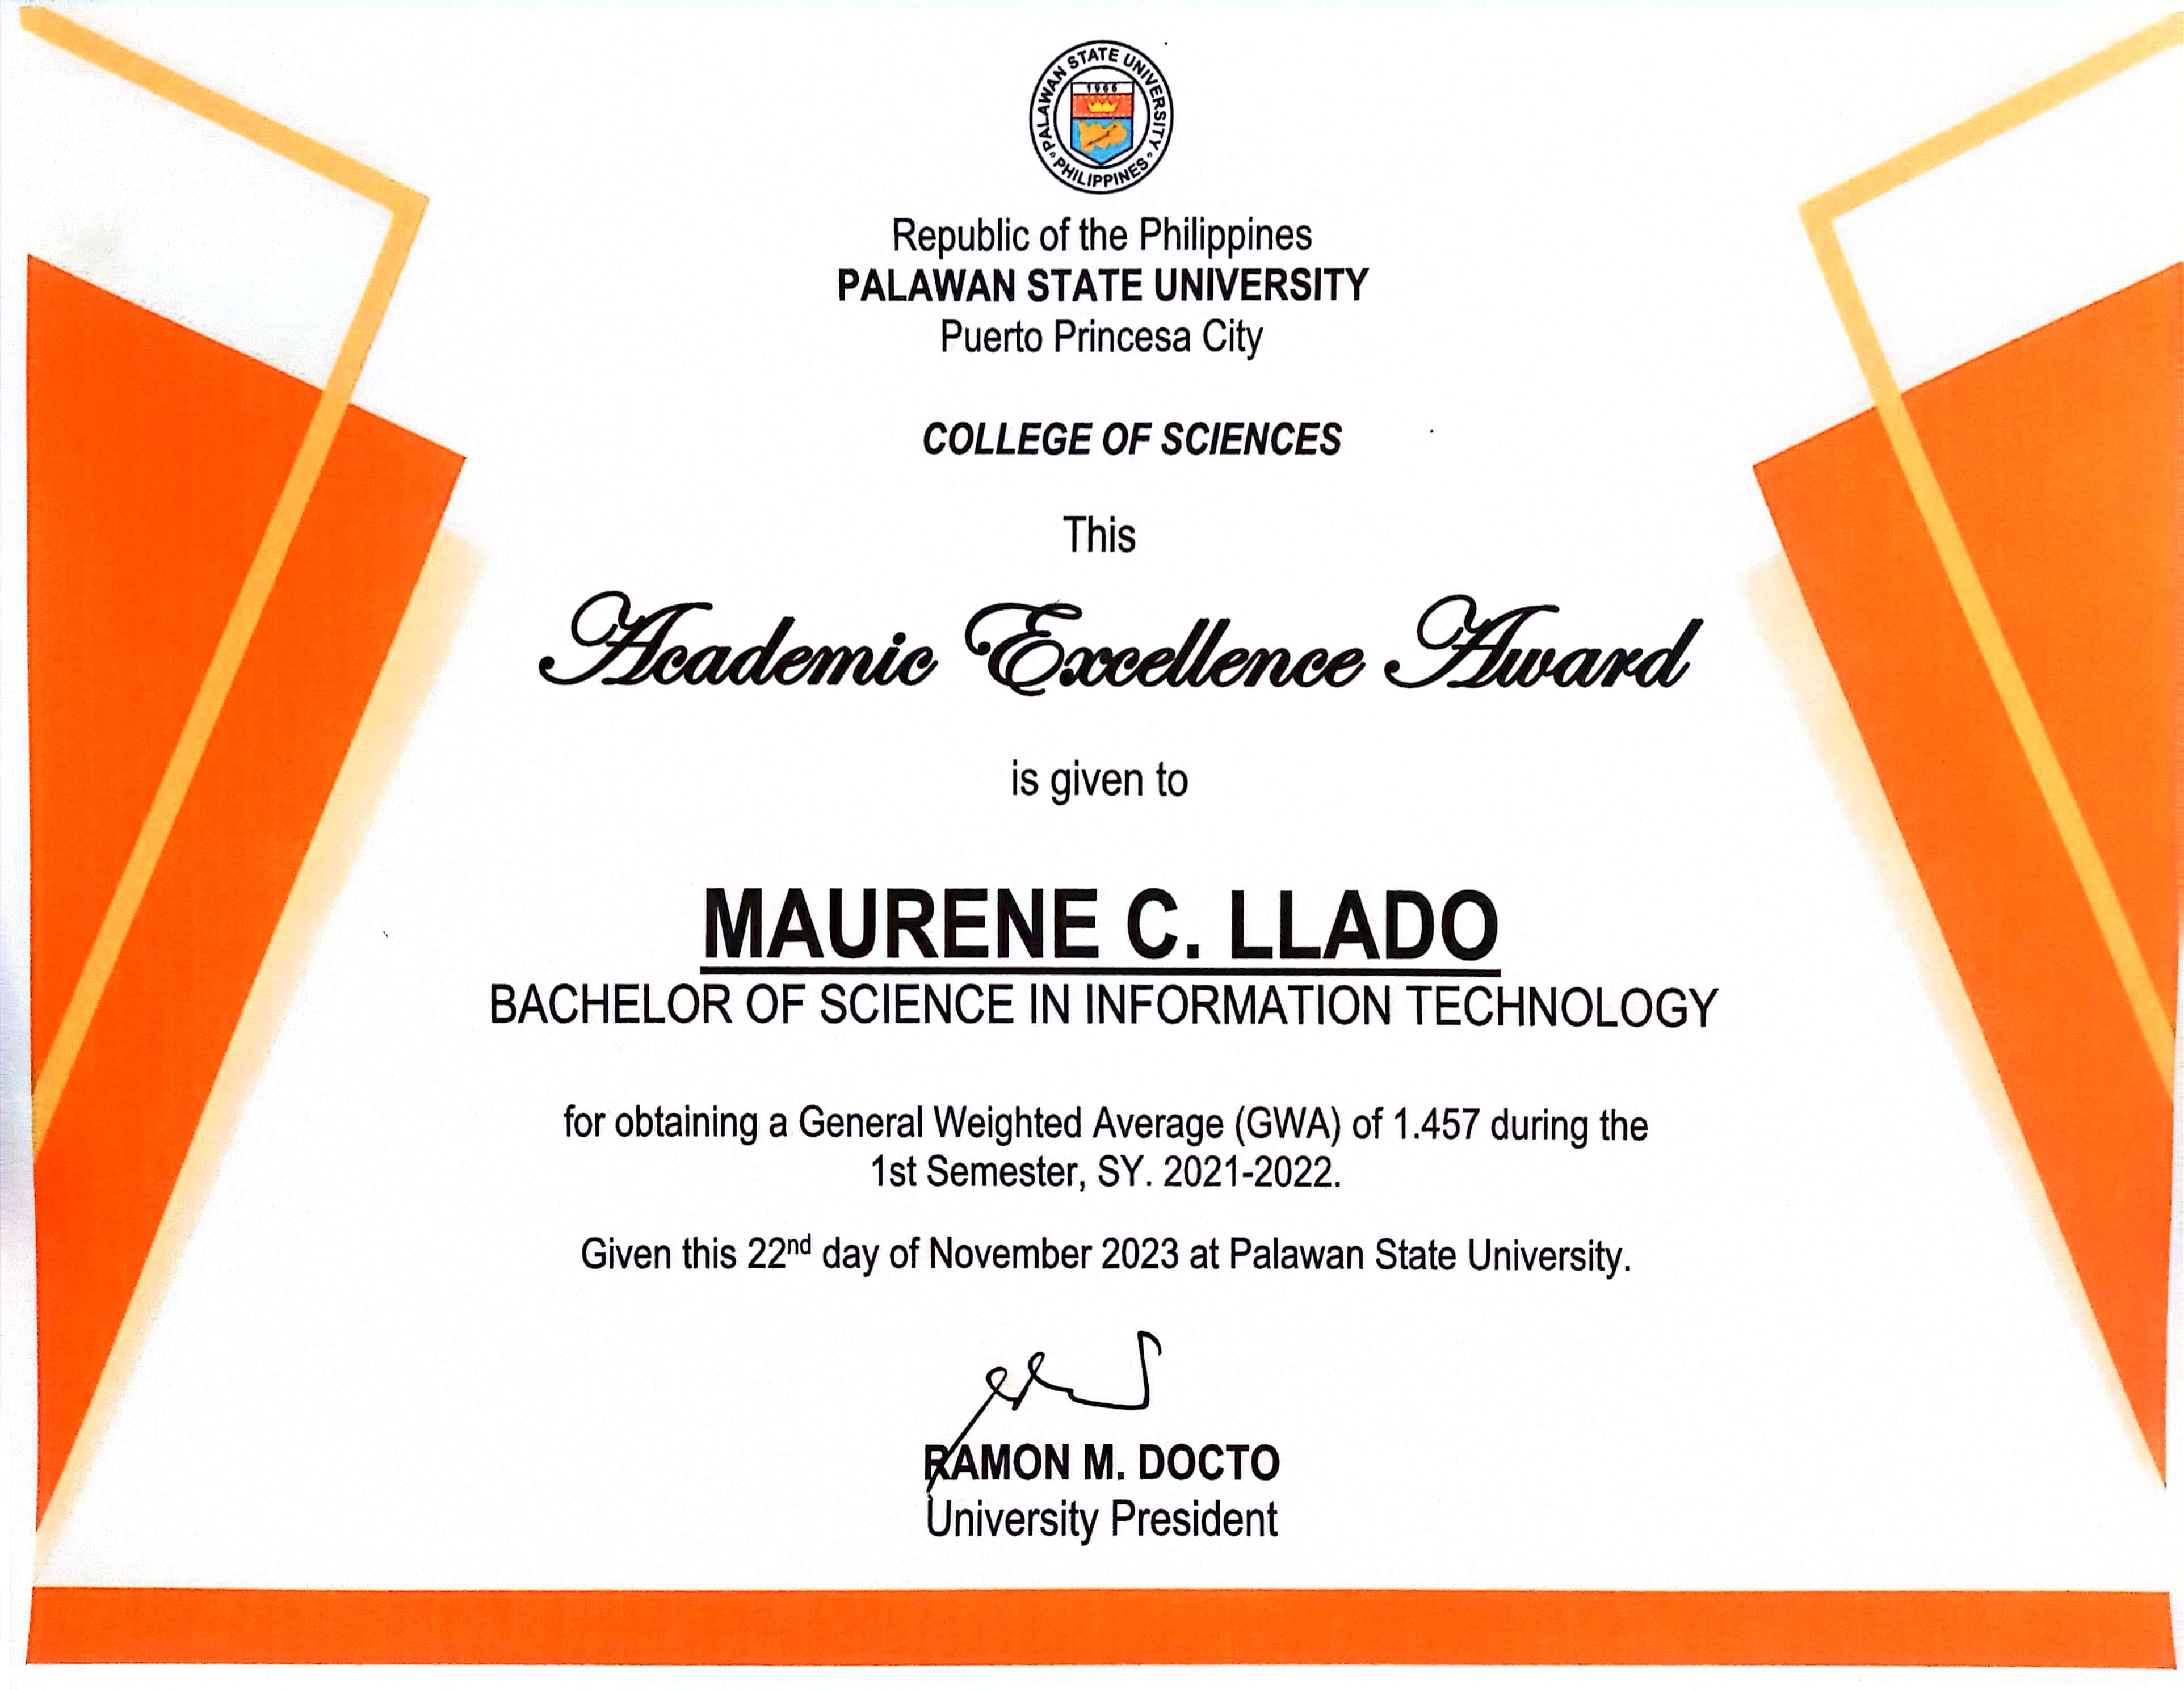 PALAWAN STATE UNIVERSITY
1965
PHILIPPINES
Republic of the Philippines
PALAWAN STATE UNIVERSITY
Puerto Princesa City
COLLEGE OF SCIENCES
This
Academic Excellence Award
is given to
MAURENE C. LLADO
BACHELOR OF SCIENCE IN INFORMATION TECHNOLOGY
for obtaining a General Weighted Average (GWA) of 1.457 during the
1st Semester, SY. 2021-2022.
Given this 22nd day of November 2023 at Palawan State University.
RAMON M. DOCTO
University President